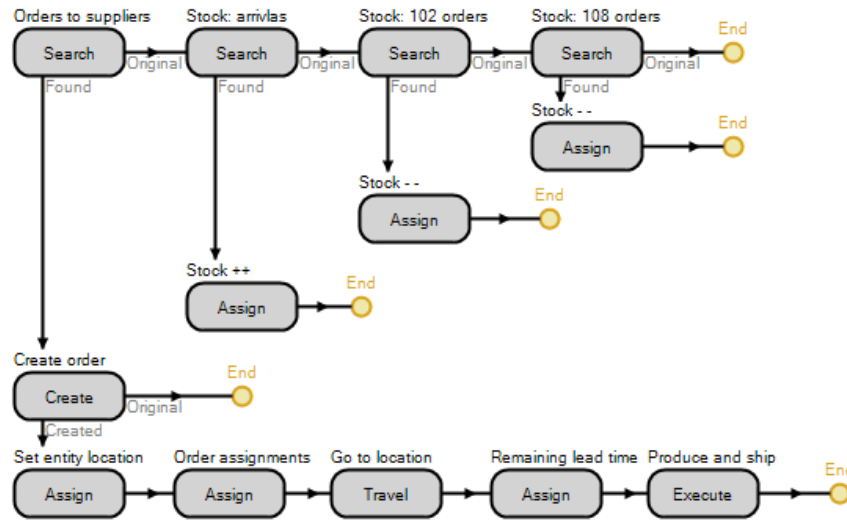 Orders to suppliers Stock: arrivlas Stock: 102 orders Stock: 108 orders
End
Search Search Search Search
Original Original Original Original
Found Found Found Found
Stock - -
End
Assign
Stock - -
End
Assign
Stock ++
End
Assign
Create order
End
Create
Original
Created
Set entity location Order assignments Go to location Remaining lead time Produce and ship
End
Assign Assign Travel Assign Execute